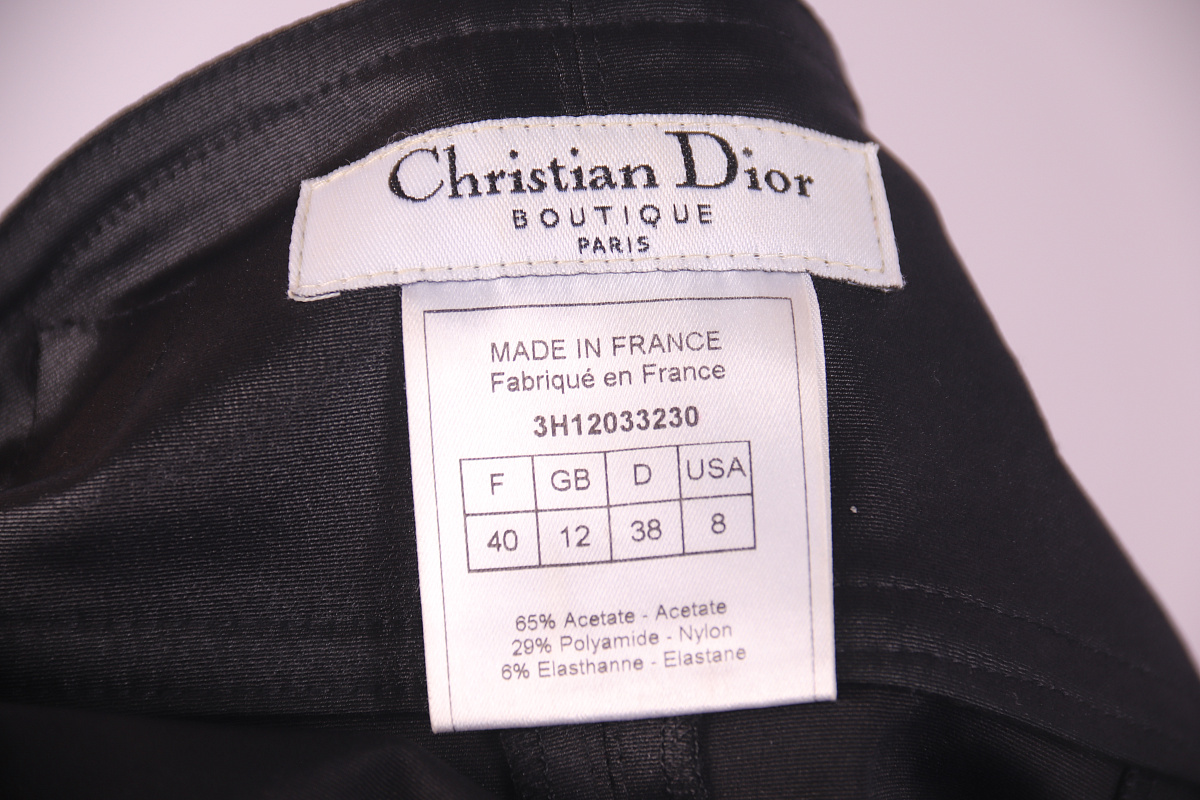 Christian Dior
BOUTIQUE
PARIS
MADE IN FRANCE
Fabriqué en France
3H12033230
F GB D USA
40 12 38 8
65% Acetate - Acetate
29% Polyamide - Nylon
6% Elasthanne - Elastane